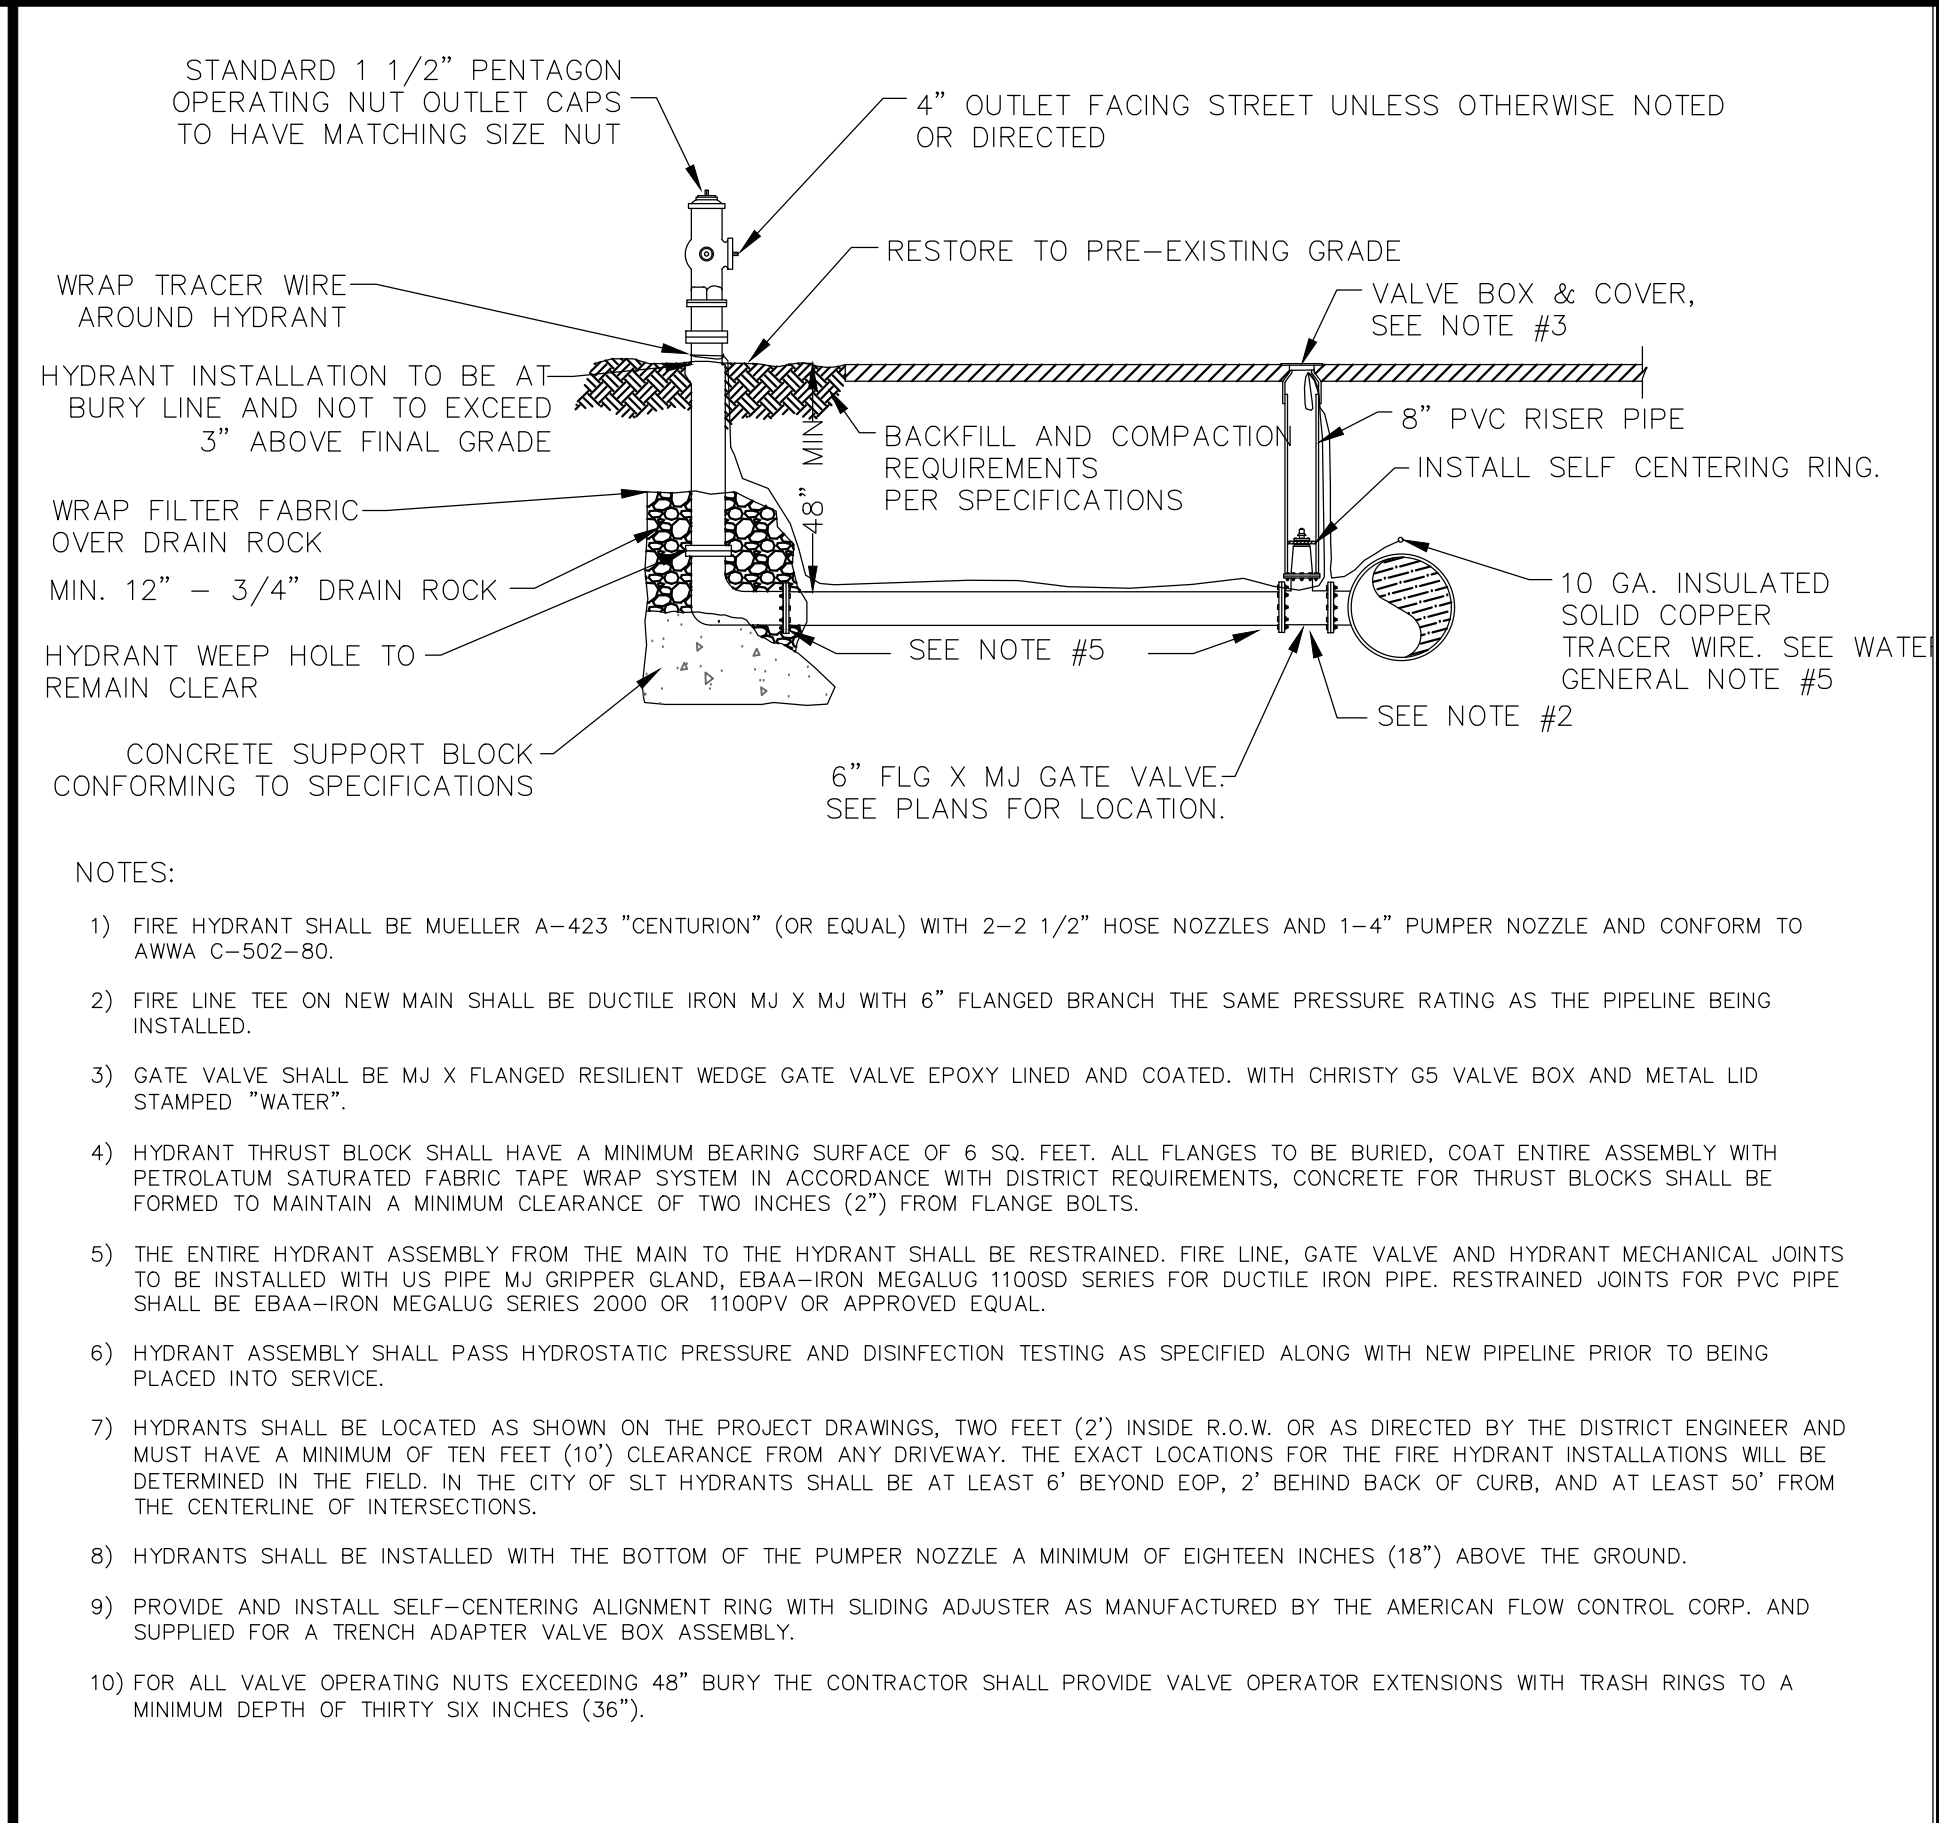 STANDARD 1 1/2” PENTAGON
OPERATING NUT OUTLET CAPS
TO HAVE MATCHING SIZE NUT
4” OUTLET FACING STREET UNLESS OTHERWISE NOTED
OR DIRECTED
RESTORE TO PRE–EXISTING GRADE
WRAP TRACER WIRE
AROUND HYDRANT
VALVE BOX & COVER,
SEE NOTE #3
HYDRANT INSTALLATION TO BE AT
BURY LINE AND NOT TO EXCEED
3” ABOVE FINAL GRADE
48” MIN
BACKFILL AND COMPACTION
REQUIREMENTS
PER SPECIFICATIONS
8” PVC RISER PIPE
INSTALL SELF CENTERING RING.
WRAP FILTER FABRIC
OVER DRAIN ROCK
MIN. 12” – 3/4” DRAIN ROCK
10 GA. INSULATED
SOLID COPPER
TRACER WIRE. SEE
GENERAL NOTE #5
HYDRANT WEEP HOLE TO
REMAIN CLEAR
SEE NOTE #5
SEE NOTE #2
CONCRETE SUPPORT BLOCK
CONFORMING TO SPECIFICATIONS
6” FLG X MJ GATE VALVE.
SEE PLANS FOR LOCATION.
NOTES:
1) FIRE HYDRANT SHALL BE MUELLER A–423 ”CENTURION” (OR EQUAL) WITH 2–2 1/2” HOSE NOZZLES AND 1–4” PUMPER NOZZLE AND CONFORM TO
AWWA C–502–80.
2) FIRE LINE TEE ON NEW MAIN SHALL BE DUCTILE IRON MJ X MJ WITH 6” FLANGED BRANCH THE SAME PRESSURE RATING AS THE PIPELINE BEING
INSTALLED.
3) GATE VALVE SHALL BE MJ X FLANGED RESILIENT WEDGE GATE VALVE EPOXY LINED AND COATED. WITH CHRISTY G5 VALVE BOX AND METAL LID
STAMPED ”WATER”.
4) HYDRANT THRUST BLOCK SHALL HAVE A MINIMUM BEARING SURFACE OF 6 SQ. FEET. ALL FLANGES TO BE BURIED, COAT ENTIRE ASSEMBLY WITH
PETROLATUM SATURATED FABRIC TAPE WRAP SYSTEM IN ACCORDANCE WITH DISTRICT REQUIREMENTS, CONCRETE FOR THRUST BLOCKS SHALL BE
FORMED TO MAINTAIN A MINIMUM CLEARANCE OF TWO INCHES (2”) FROM FLANGE BOLTS.
5) THE ENTIRE HYDRANT ASSEMBLY FROM THE MAIN TO THE HYDRANT SHALL BE RESTRAINED. FIRE LINE, GATE VALVE AND HYDRANT MECHANICAL JOINTS
TO BE INSTALLED WITH US PIPE MJ GRIPPER GLAND, EBAA–IRON MEGALUG 1100SD SERIES FOR DUCTILE IRON PIPE. RESTRAINED JOINTS FOR PVC PIPE
SHALL BE EBAA–IRON MEGALUG SERIES 2000 OR 1100PV OR APPROVED EQUAL.
6) HYDRANT ASSEMBLY SHALL PASS HYDROSTATIC PRESSURE AND DISINFECTION TESTING AS SPECIFIED ALONG WITH NEW PIPELINE PRIOR TO BEING
PLACED INTO SERVICE.
7) HYDRANTS SHALL BE LOCATED AS SHOWN ON THE PROJECT DRAWINGS, TWO FEET (2’) INSIDE R.O.W. OR AS DIRECTED BY THE DISTRICT ENGINEER AND
MUST HAVE A MINIMUM OF TEN FEET (10’) CLEARANCE FROM ANY DRIVEWAY. THE EXACT LOCATIONS FOR THE FIRE HYDRANT INSTALLATIONS WILL BE
DETERMINED IN THE FIELD. IN THE CITY OF SLT HYDRANTS SHALL BE AT LEAST 6’ BEYOND EOP, 2’ BEHIND BACK OF CURB, AND AT LEAST 50’ FROM
THE CENTERLINE OF INTERSECTIONS.
8) HYDRANTS SHALL BE INSTALLED WITH THE BOTTOM OF THE PUMPER NOZZLE A MINIMUM OF EIGHTEEN INCHES (18”) ABOVE THE GROUND.
9) PROVIDE AND INSTALL SELF–CENTERING ALIGNMENT RING WITH SLIDING ADJUSTER AS MANUFACTURED BY THE AMERICAN FLOW CONTROL CORP. AND
SUPPLIED FOR A TRENCH ADAPTER VALVE BOX ASSEMBLY.
10) FOR ALL VALVE OPERATING NUTS EXCEEDING 48” BURY THE CONTRACTOR SHALL PROVIDE VALVE OPERATOR EXTENSIONS WITH TRASH RINGS TO A
MINIMUM DEPTH OF THIRTY SIX INCHES (36”).